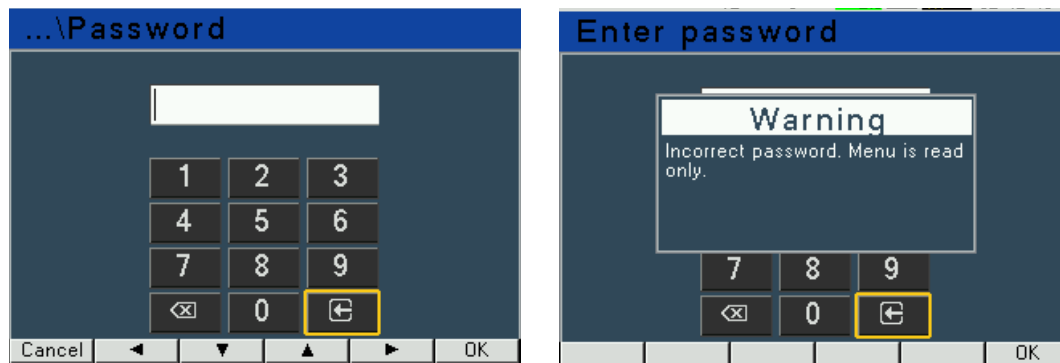 ...\Password
1 2 3
4 5 6
7 8 9
0
Cancel OK
Enter password
Warning
Incorrect password. Menu is read
only.
7 8 9
0
OK